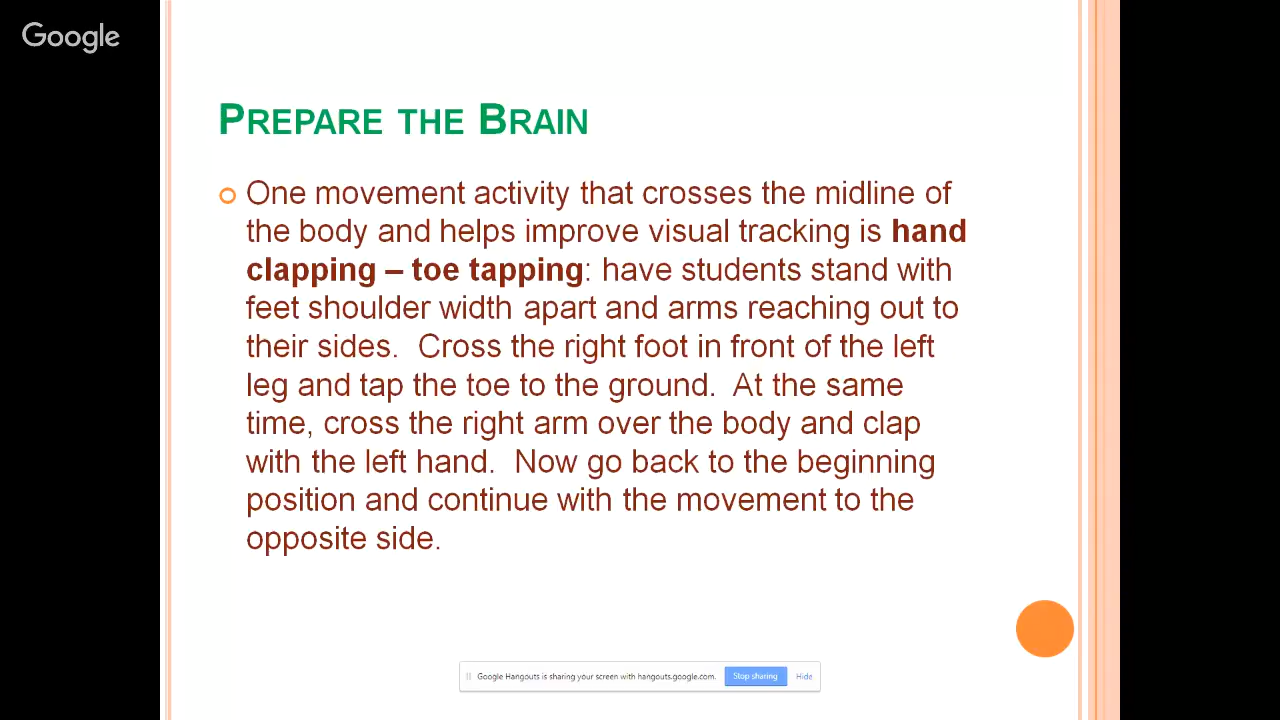 Google
PREPARE THE BRAIN
One movement activity that crosses the midline of
the body and helps improve visual tracking is hand
clapping – toe tapping: have students stand with
feet shoulder width apart and arms reaching out to
their sides.  Cross the right foot in front of the left
leg and tap the toe to the ground.  At the same
time, cross the right arm over the body and clap
with the left hand.  Now go back to the beginning
position and continue with the movement to the
opposite side.
Google Hangouts is sharing your screen with hangouts.google.com. Stop sharing Hide